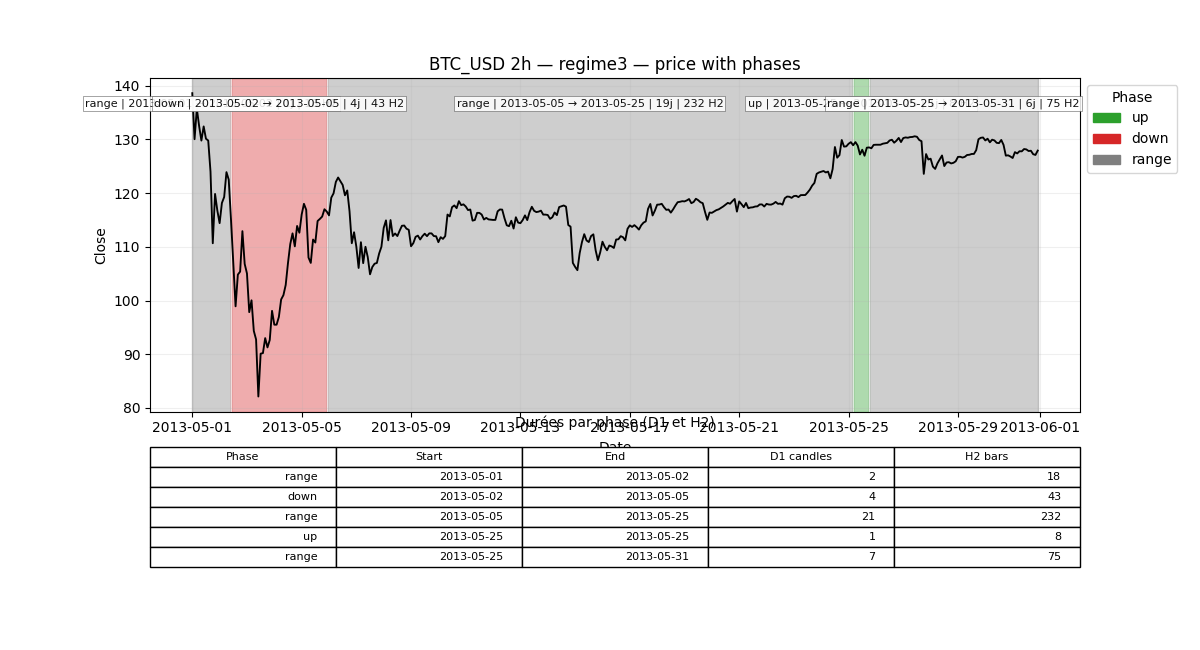 BTC_USD 2h — regime3 — price with phases
range | 2013
down | 2013-05-02 → 2013-05-05 | 4j | 43 H2
range | 2013-05-05 → 2013-05-25 | 19j | 232 H2
up | 2013-05-2
range | 2013-05-25 → 2013-05-31 | 6j | 75 H2
Phase
up
down
range
Close
140
130
120
110
100
90
80
2013-05-01 2013-05-05 2013-05-09 2013-05-13 2013-05-17 2013-05-21 2013-05-25 2013-05-29 2013-06-01
Durées par phase (D1 et H2)
Date
Phase Start End D1 candles H2 bars
range 2013-05-01 2013-05-02 2 18
down 2013-05-02 2013-05-05 4 43
range 2013-05-05 2013-05-25 21 232
up 2013-05-25 2013-05-25 1 8
range 2013-05-25 2013-05-31 7 75